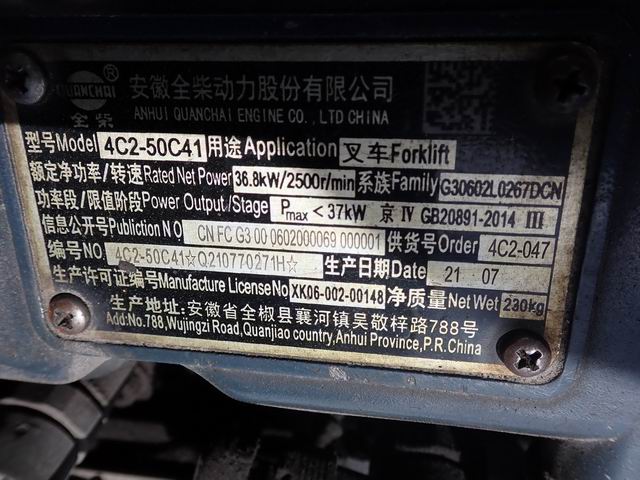 QUANCHAI ®
全柴
安徽全柴动力股份有限公司
ANHUI QUANCHAI ENGINE CO., LTD CHINA
型号Model 4C2-50C41 用途Application 叉车Forklift
额定净功率/转速Rated Net Power 36.8kW/2500r/min 系族Family G30602L0267DCN
功率段/限值阶段Power Output/Stage Pmax<37kW 京Ⅳ GB20891-2014 Ⅲ
信息公开号Publiction NO CN FC G3 00 0602000069 000001 供货号Order 4C2-047
编号NO. 4C2-50C41☆Q210770271H☆ 生产日期Date 21 07
生产许可证编号Manufacture License No XK06-002-00148 净质量Net Wet 230kg
生产地址:安徽省全椒县襄河镇吴敬梓路788号
Add:No.788,Wujingzi Road,Quanjiao country,Anhui Province,P.R.China